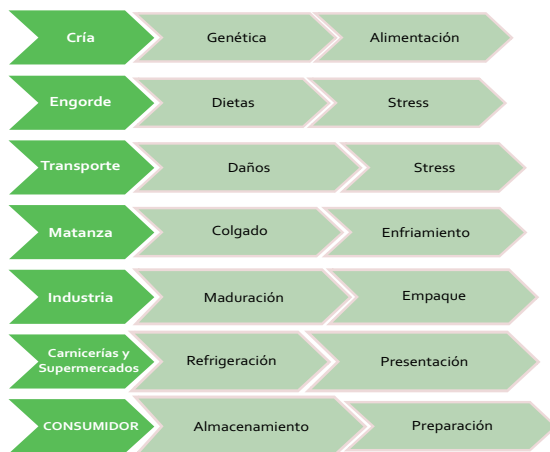 Cría Genética Alimentación
Engorde Dietas Stress
Transporte Daños Stress
Matanza Colgado Enfriamiento
Industria Maduración Empaque
Carnicerías y
Supermercados Refrigeración Presentación
CONSUMIDOR Almacenamiento Preparación